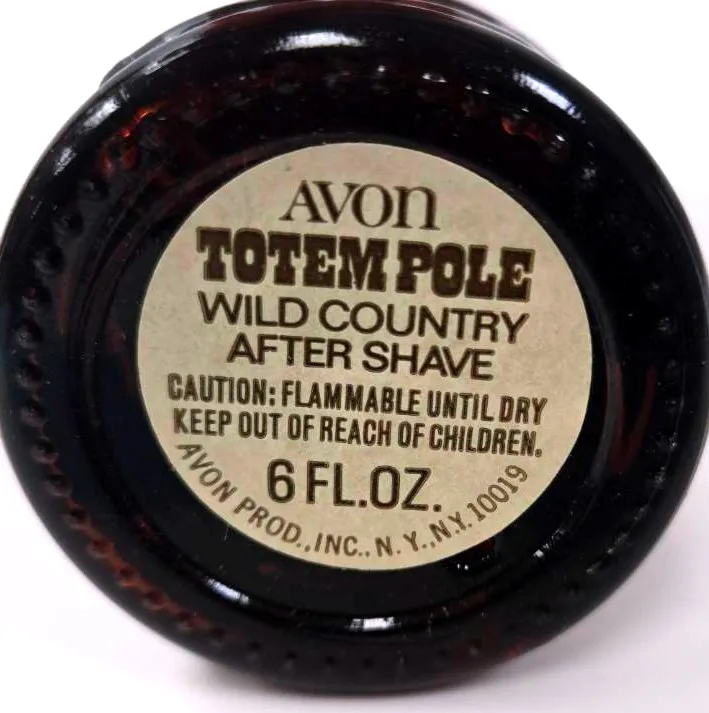 AVON
TOTEM POLE
WILD COUNTRY
AFTER SHAVE
CAUTION: FLAMMABLE UNTIL DRY
KEEP OUT OF REACH OF CHILDREN.
6 FL.OZ.
AVON PROD., INC., N.Y., N.Y. 10019